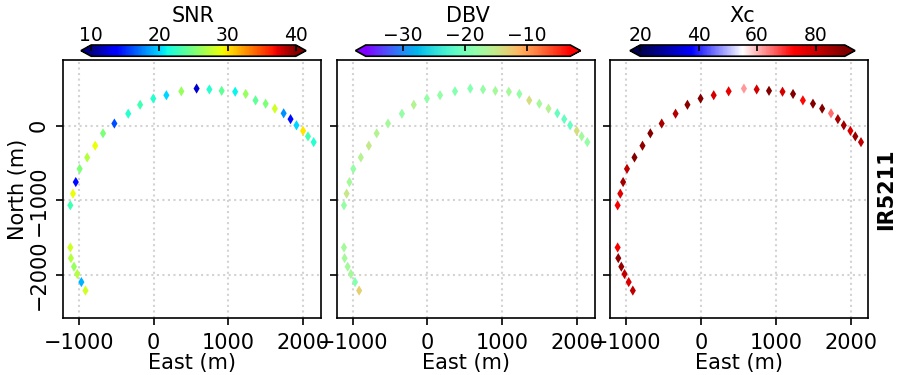 SNR DBV Xc
10 20 30 40 −30 −20 −10 20 40 60 80
North (m)
0
−1000
−2000
IR5211
−1000 0 1000 2000 −1000 0 1000 2000 −1000 0 1000 2000
East (m) East (m) East (m)